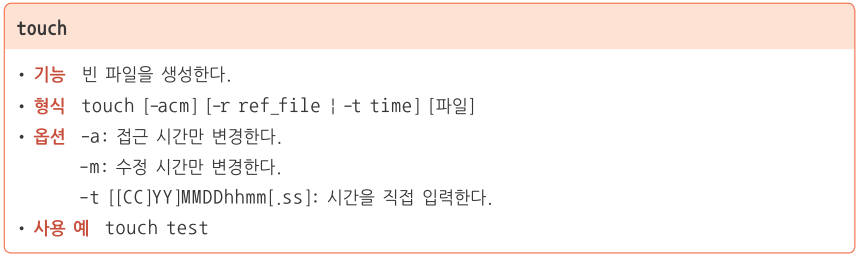 touch
• 기능 빈 파일을 생성한다.
• 형식 touch [-acm] [-r ref_file | -t time] [파일]
• 옵션 -a: 접근 시간만 변경한다.
-m: 수정 시간만 변경한다.
-t [[CC]YY]MMDDhhmm[.ss]: 시간을 직접 입력한다.
• 사용 예 touch test